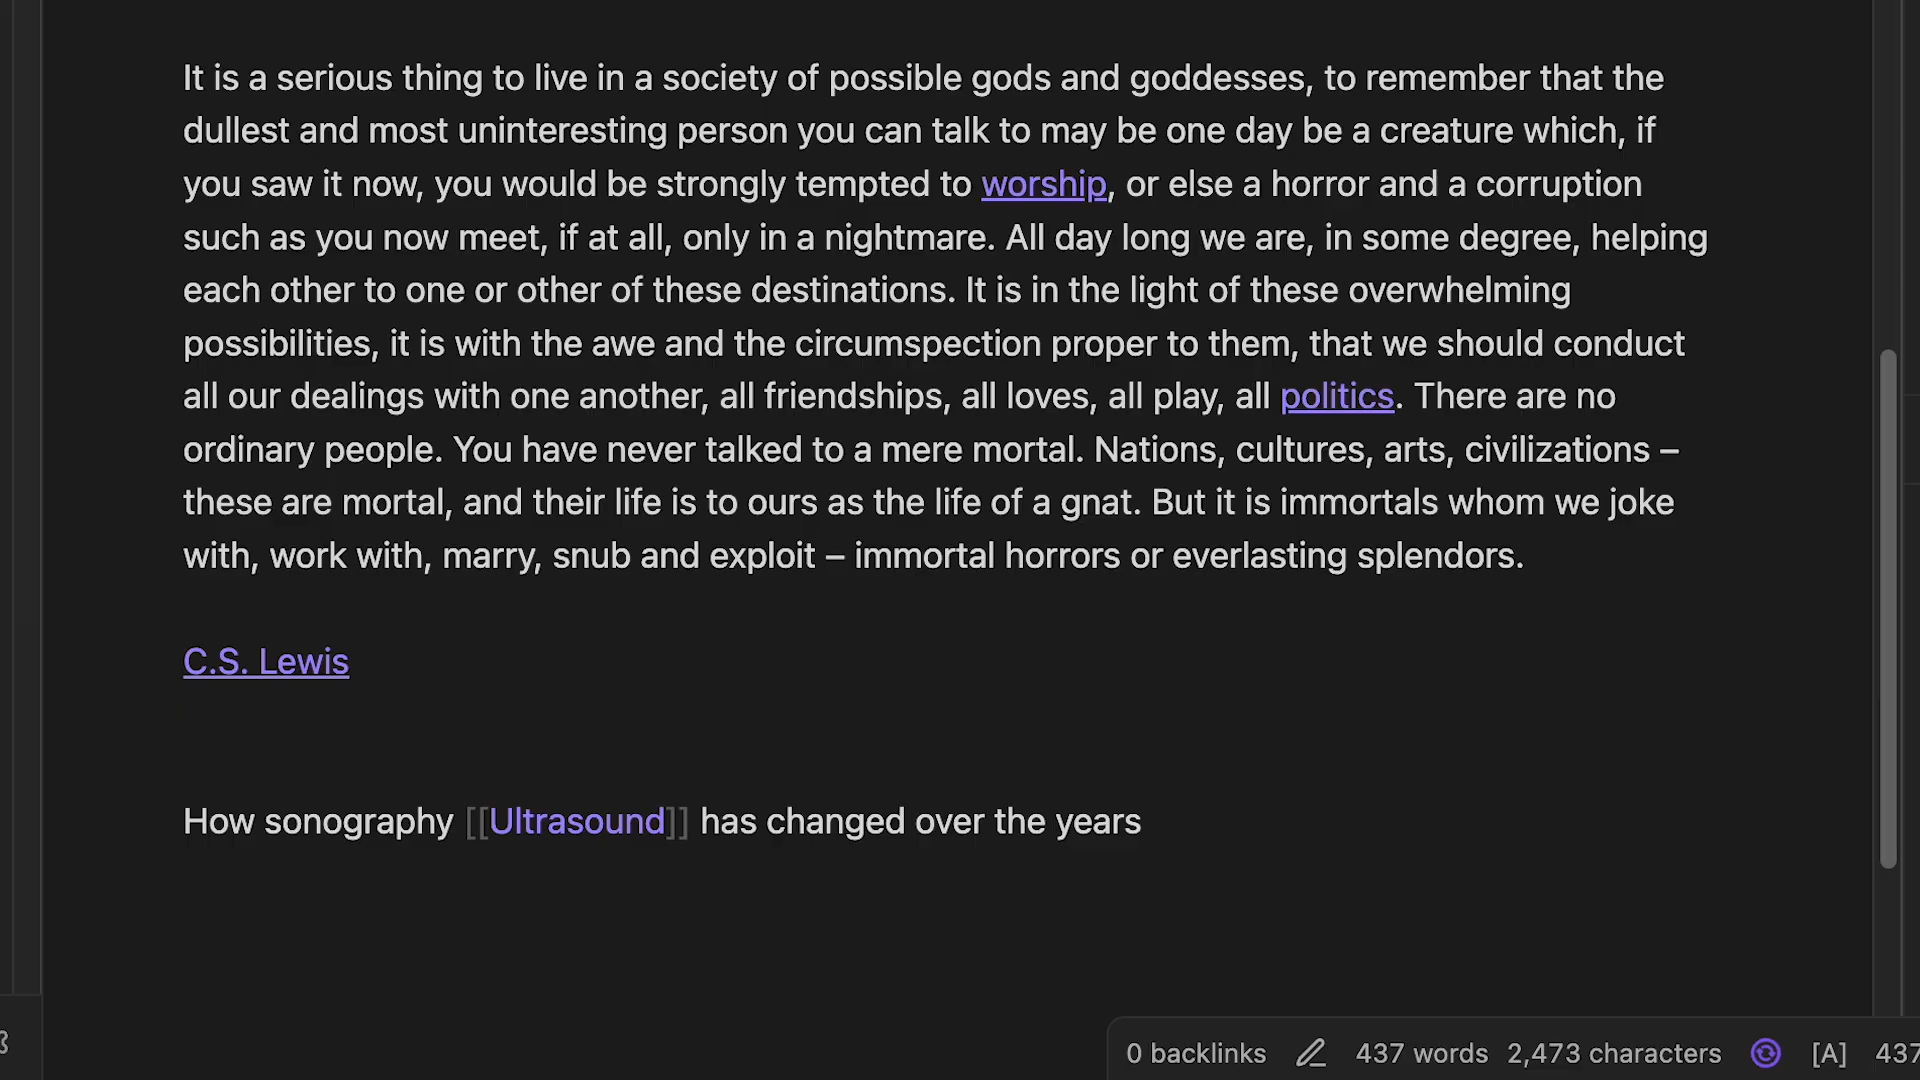 It is a serious thing to live in a society of possible gods and goddesses, to remember that the
dullest and most uninteresting person you can talk to may be one day be a creature which, if
you saw it now, you would be strongly tempted to worship, or else a horror and a corruption
such as you now meet, if at all, only in a nightmare. All day long we are, in some degree, helping
each other to one or other of these destinations. It is in the light of these overwhelming
possibilities, it is with the awe and the circumspection proper to them, that we should conduct
all our dealings with one another, all friendships, all loves, all play, all politics. There are no
ordinary people. You have never talked to a mere mortal. Nations, cultures, arts, civilizations –
these are mortal, and their life is to ours as the life of a gnat. But it is immortals whom we joke
with, work with, marry, snub and exploit – immortal horrors or everlasting splendors.
C.S. Lewis
How sonography [[Ultrasound]] has changed over the years
0 backlinks 437 words 2,473 characters [A] 437